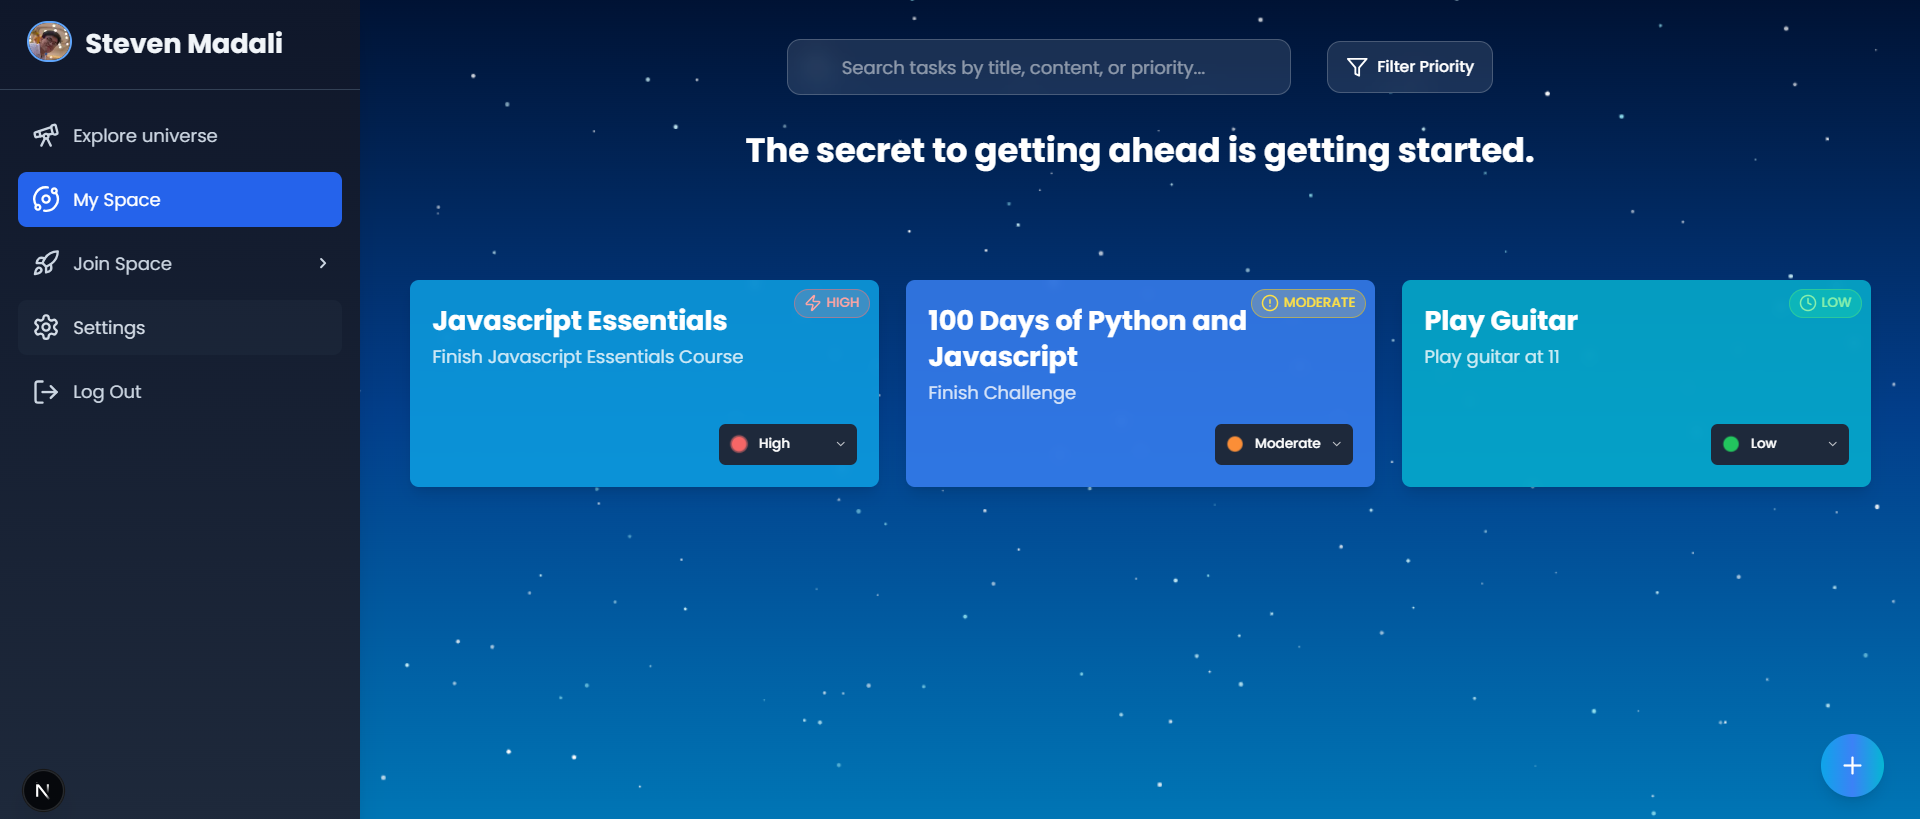 Steven Madali
Explore universe
My Space
Join Space
Settings
Log Out
N
Search tasks by title, content, or priority...
Filter Priority
The secret to getting ahead is getting started.
HIGH
Javascript Essentials
Finish Javascript Essentials Course
High
MODERATE
100 Days of Python and
Javascript
Finish Challenge
Moderate
LOW
Play Guitar
Play guitar at 11
Low